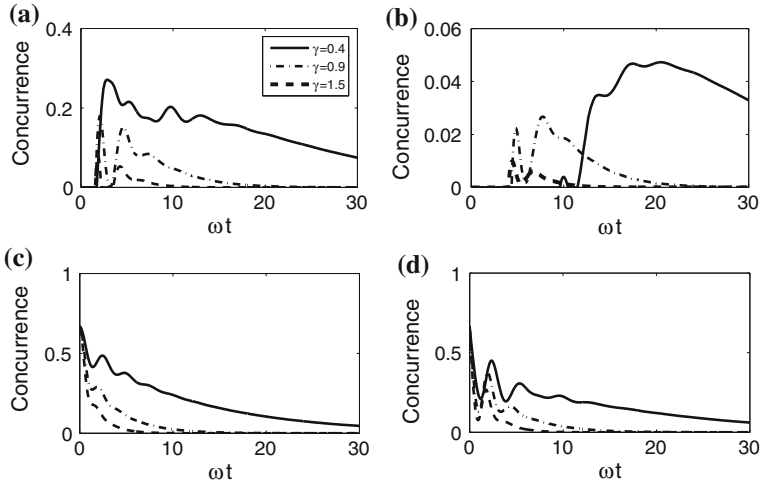 (a)
Concurrence
0.4
0.2
0
γ=0.4
γ=0.9
γ=1.5
0 10 20 30
ωt
(b)
Concurrence
0.06
0.04
0.02
0
0 10 20 30
ωt
(c)
Concurrence
1
0.5
0
0 10 20 30
ωt
(d)
Concurrence
1
0.5
0
0 10 20 30
ωt